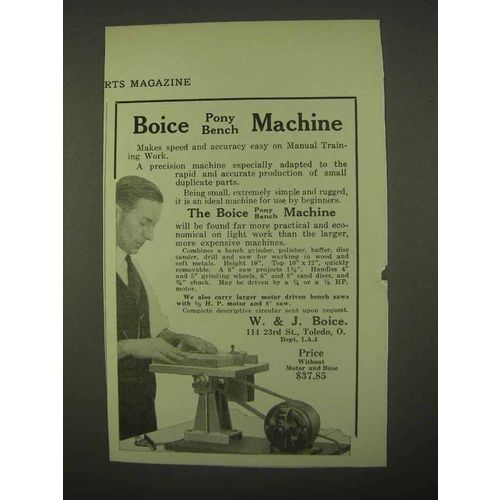 RTS MAGAZINE
Boice Pony Bench Machine
Makes speed and accuracy easy on Manual Train-
ing Work.
A precision machine especially adapted to the
rapid and accurate production of small
duplicate parts.
Being small, extremely simple and rugged,
it is an ideal machine for use by beginners.
The Boice Pony Bench Machine
will be found far more practical and eco-
nomical on light work than the larger,
more expensive machines.
Combines a bench grinder, polisher, buffer, disc
sander, drill and saw for working in wood and
soft metals. Height 19". Top 10" x 12", quickly
removable. A 6" saw projects 1½". Handles 4"
and 5" grinding wheels, 6" and 8" sand discs, and
chuck. May be driven by a ¼ or a HP.
motor.
We also carry larger motor driven bench saws
with ½ H. P. motor and 8" saw.
Complete descriptive circular sent upon request.
W. & J. Boice.
114 23rd St., Toledo, O.
Dept. I.A.4
Price
Without
Motor and Base
$37.85